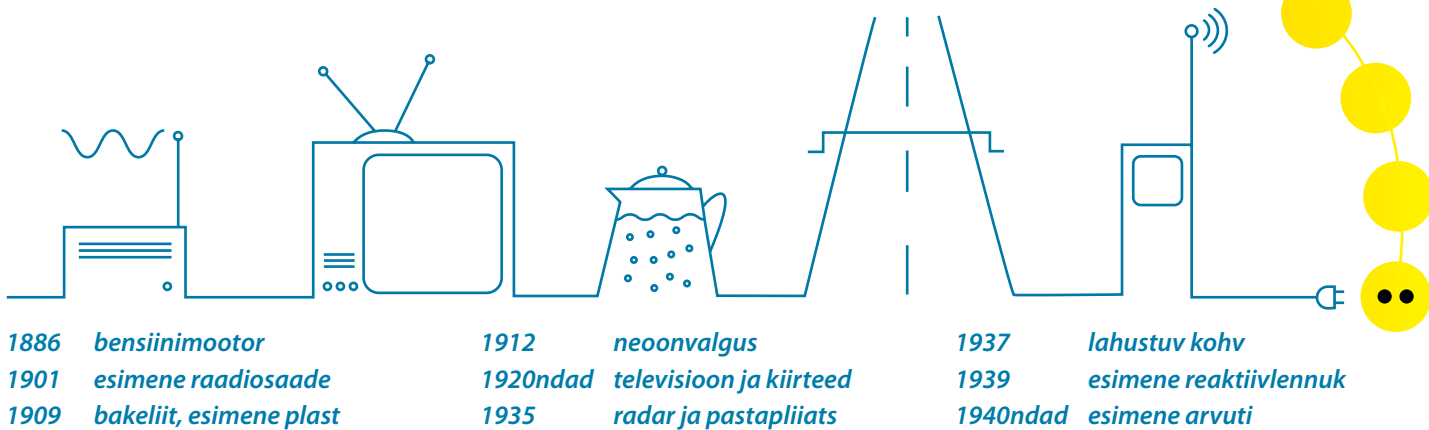 1886 bensiinimootor
1901 esimene raadiosaade
1909 bakeliit, esimene plast
1912 neoonvalgus
1920ndad televisioon ja kiirteed
1935 radar ja pastapliiats
1937 lahustuv kohv
1939 esimene reaktiivlennuk
1940ndad esimene arvuti